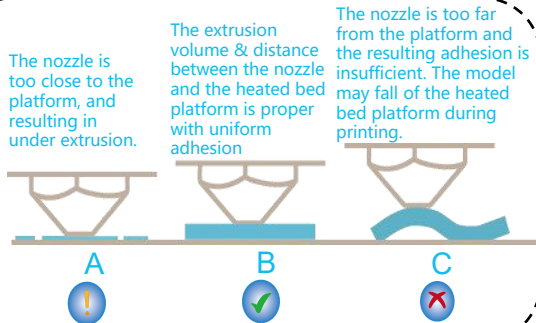 The nozzle is
too close to the
platform, and
resulting in
under extrusion.
The extrusion
volume & distance
between the nozzle
and the heated bed
platform is proper
with uniform
adhesion
The nozzle is too far
from the platform and
the resulting adhesion is
insufficient. The model
may fall of the heated
bed platform during
printing.
A
B
C